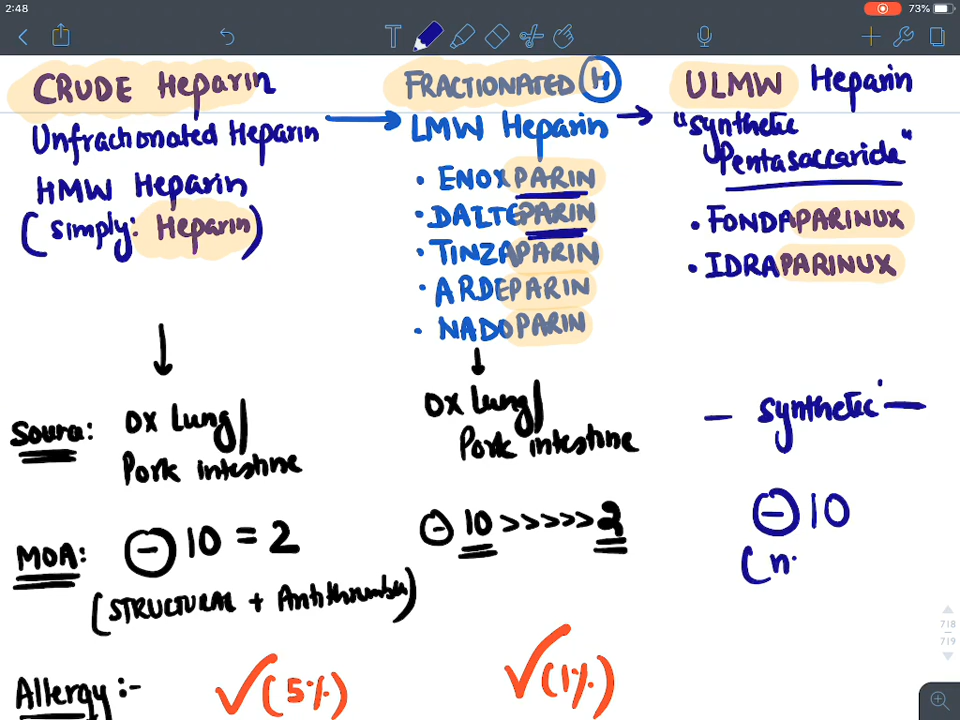 2:48
73%
T
CRUDE Heparin
Unfractionated Heparin
HMW Heparin
(simply: Heparin)
FRACTIONATED H
LMW Heparin
• ENOXPARIN
• DALTEPARIN
• TINZAPARIN
• ARDEPARIN
• NADOPARIN
ULMW Heparin
"synthetic
Pentasaccaride"
• FONDAPARINUX
• IDRAPARINUX
Source:
OX Lung/
Pork intestine
OX Lung/
Pork intestine
— synthetic —
MOA:
⊖ 10 = 2
(STRUCTURAL + Antithrombin)
⊖ 10 >>>>> 2
⊖ 10
(n.
Allergy :-
✓(5%)
✓(1%)
718
719